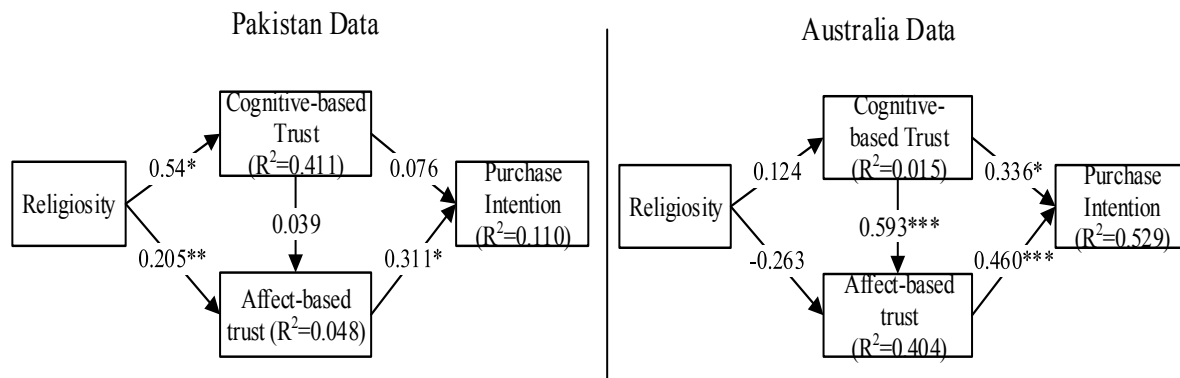 Pakistan Data
Cognitive-based
Trust
(R²=0.411)
0.54*
0.076
Religiosity
Purchase
Intention
(R²=0.110)
0.039
0.205**
0.311*
Affect-based
trust (R²=0.048)
Australia Data
Cognitive-
based Trust
(R²=0.015)
0.124
0.336*
Religiosity
Purchase
Intention
(R²=0.529)
0.593***
-0.263
0.460***
Affect-based
trust
(R²=0.404)